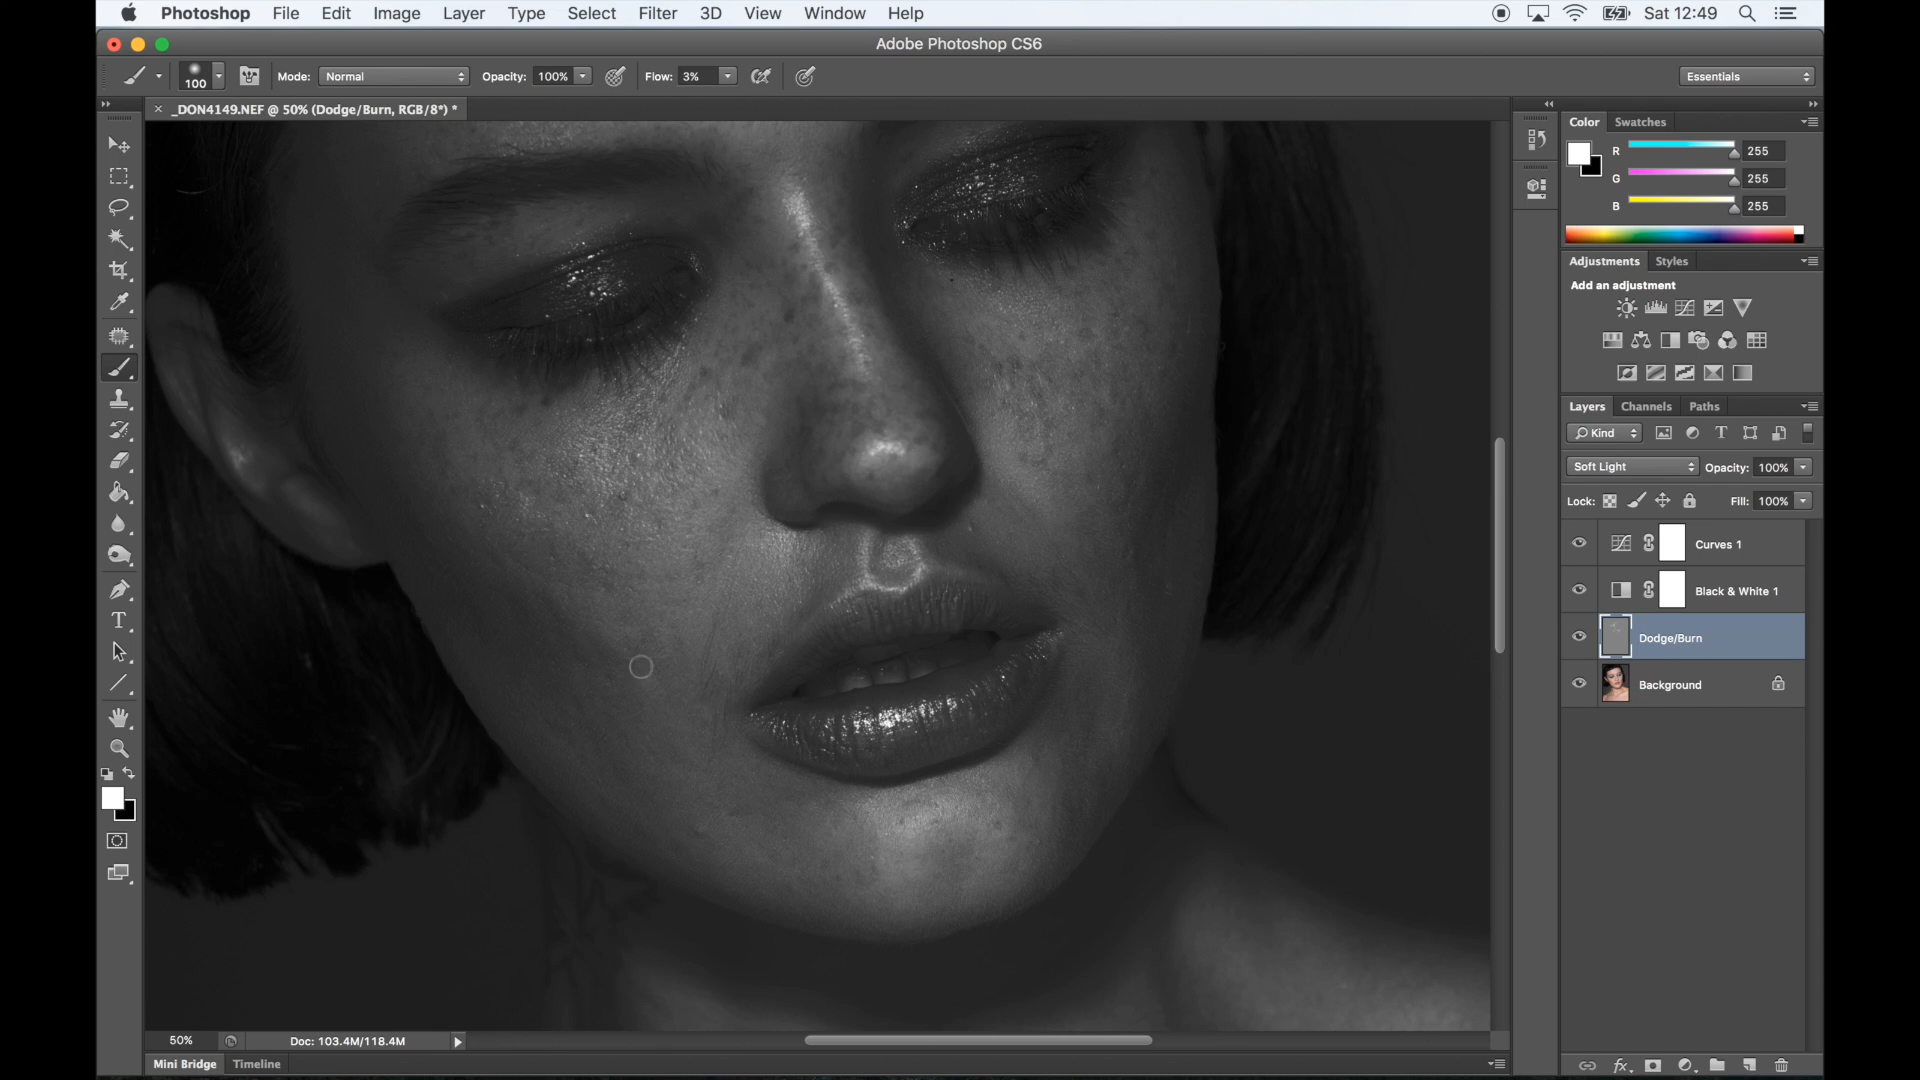 Photoshop File Edit Image Layer Type Select Filter 3D View Window Help Sat 12:49
Adobe Photoshop CS6
100 Mode: Normal Opacity: 100% Flow: 3% Essentials
_DON4149.NEF @ 50% (Dodge/Burn, RGB/8*) *
Color Swatches
R 255
G 255
B 255
Adjustments Styles
Add an adjustment
Layers Channels Paths
Kind
Soft Light Opacity: 100%
Lock: Fill: 100%
Curves 1
Black & White 1
Dodge/Burn
Background
50% Doc: 103.4M/118.4M
Mini Bridge Timeline